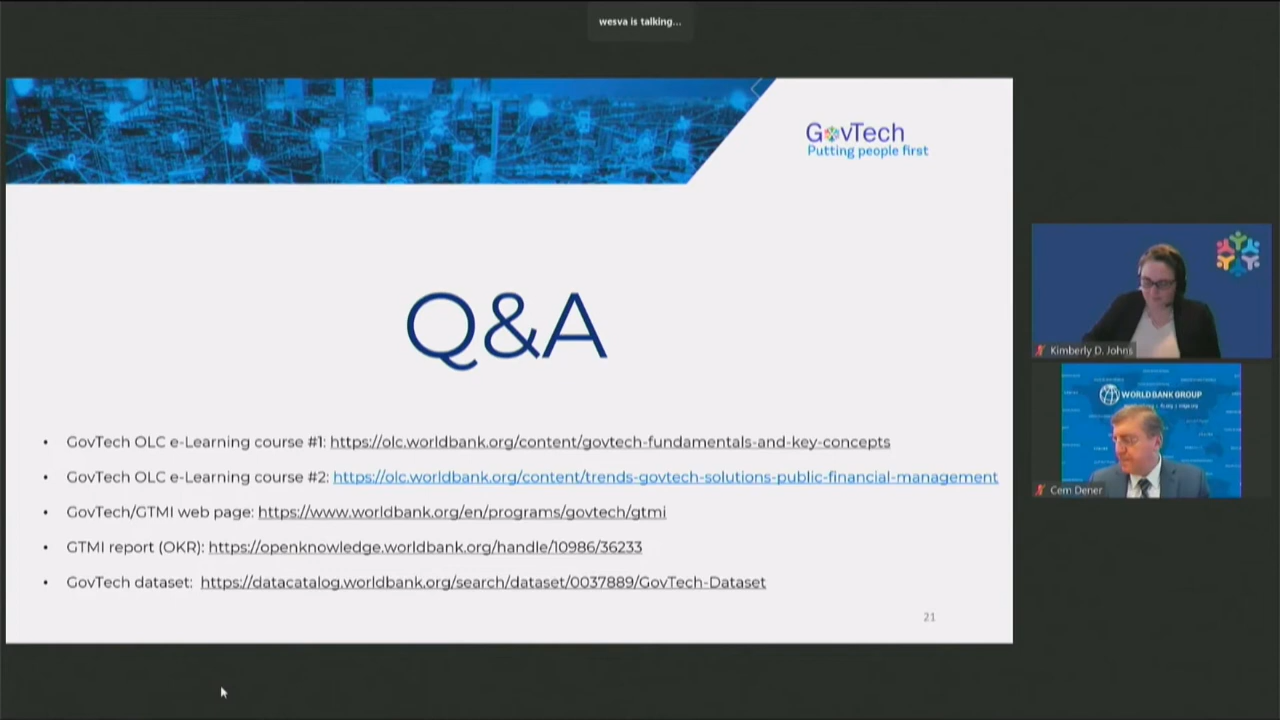 wesva is talking...
GovTech
Putting people first
Q&A
• GovTech OLC e-Learning course #1: https://olc.worldbank.org/content/govtech-fundamentals-and-key-concepts
• GovTech OLC e-Learning course #2: https://olc.worldbank.org/content/trends-govtech-solutions-public-financial-management
• GovTech/GTMI web page: https://www.worldbank.org/en/programs/govtech/gtmi
• GTMI report (OKR): https://openknowledge.worldbank.org/handle/10986/36233
• GovTech dataset: https://datacatalog.worldbank.org/search/dataset/0037889/GovTech-Dataset
21
Kimberly D. Johns
WORLD BANK GROUP
Cem Dener